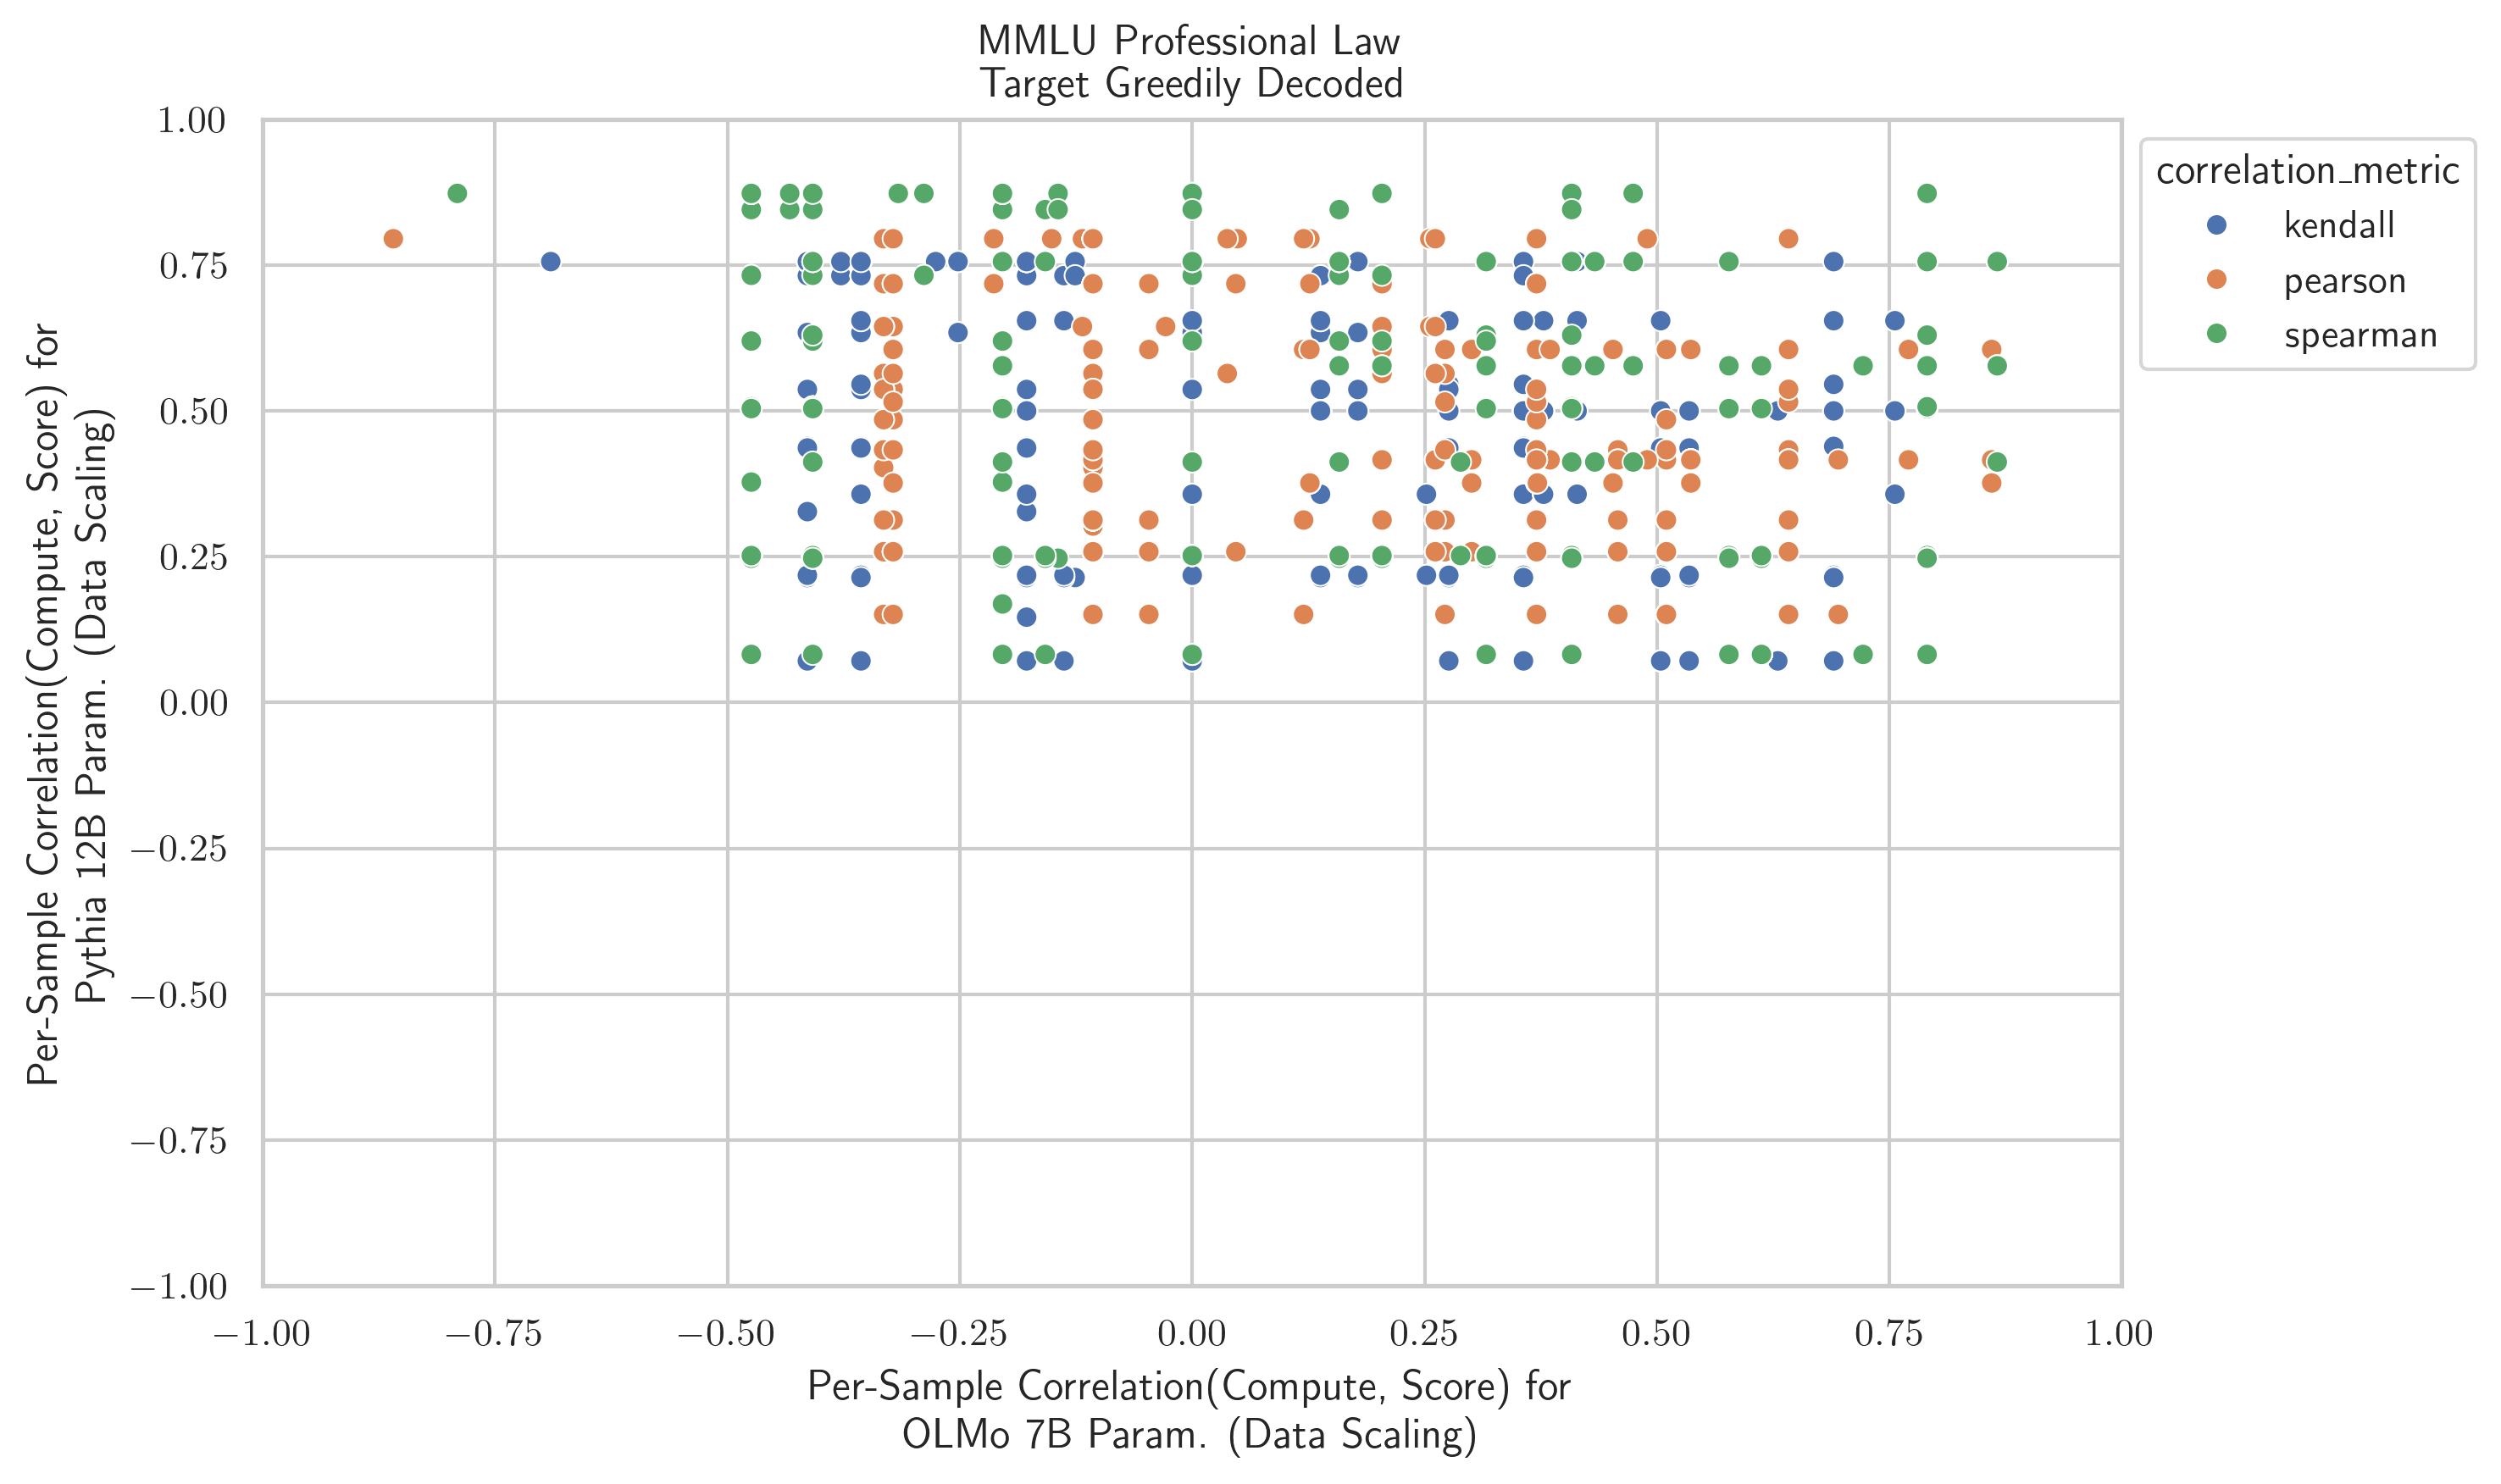 MMLU Professional Law
Target Greedily Decoded
Per-Sample Correlation(Compute, Score) for
Pythia 12B Param. (Data Scaling)
1.00
0.75
0.50
0.25
0.00
−0.25
−0.50
−0.75
−1.00
−1.00 −0.75 −0.50 −0.25 0.00 0.25 0.50 0.75 1.00
Per-Sample Correlation(Compute, Score) for
OLMo 7B Param. (Data Scaling)
correlation_metric
kendall
pearson
spearman